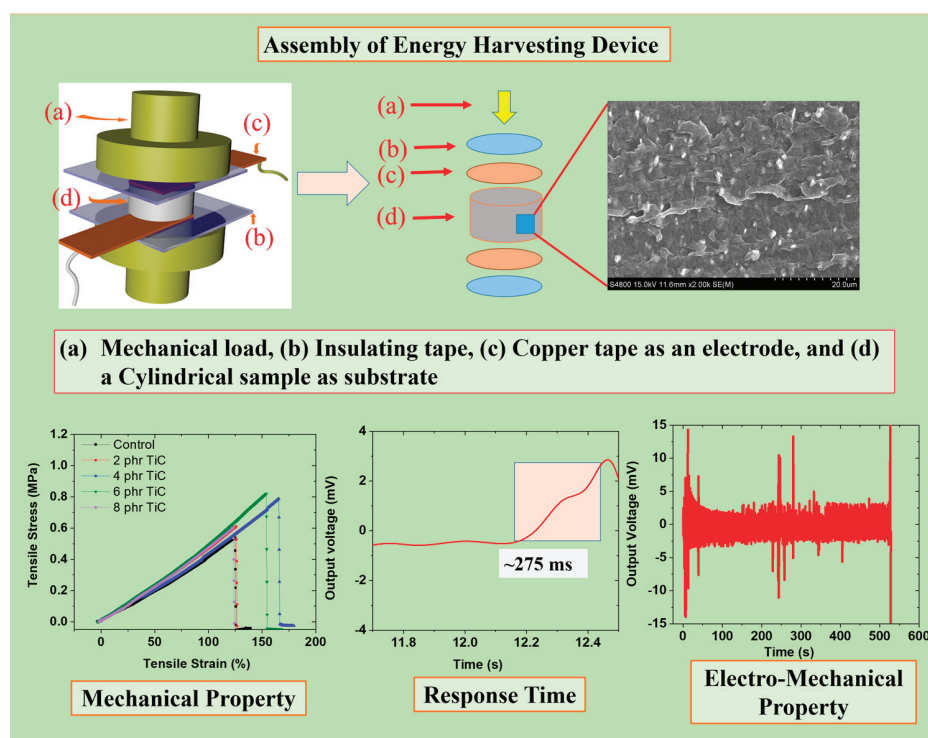 Assembly of Energy Harvesting Device
(a)
(c)
(d)
(b)
(a)
(b)
(c)
(d)
S4800 15.0kV 11.6mm x2.00k SE(M)
20.0um
(a) Mechanical load, (b) Insulating tape, (c) Copper tape as an electrode, and (d)
a Cylindrical sample as substrate
Tensile Stress (MPa)
1.2
1.0
0.8
0.6
0.4
0.2
0.0
Control
2 phr TiC
4 phr TiC
6 phr TiC
8 phr TiC
0 50 100 150 200
Tensile Strain (%)
Mechanical Property
Output voltage (mV)
4
2
0
-2
-4
~275 ms
11.8 12.0 12.2 12.4
Time (s)
Response Time
Output Voltage (mV)
15
10
5
0
-5
-10
-15
0 100 200 300 400 500 600
Time (s)
Electro-Mechanical
Property